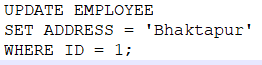 UPDATE EMPLOYEE
SET ADDRESS = 'Bhaktapur'
WHERE ID = 1;